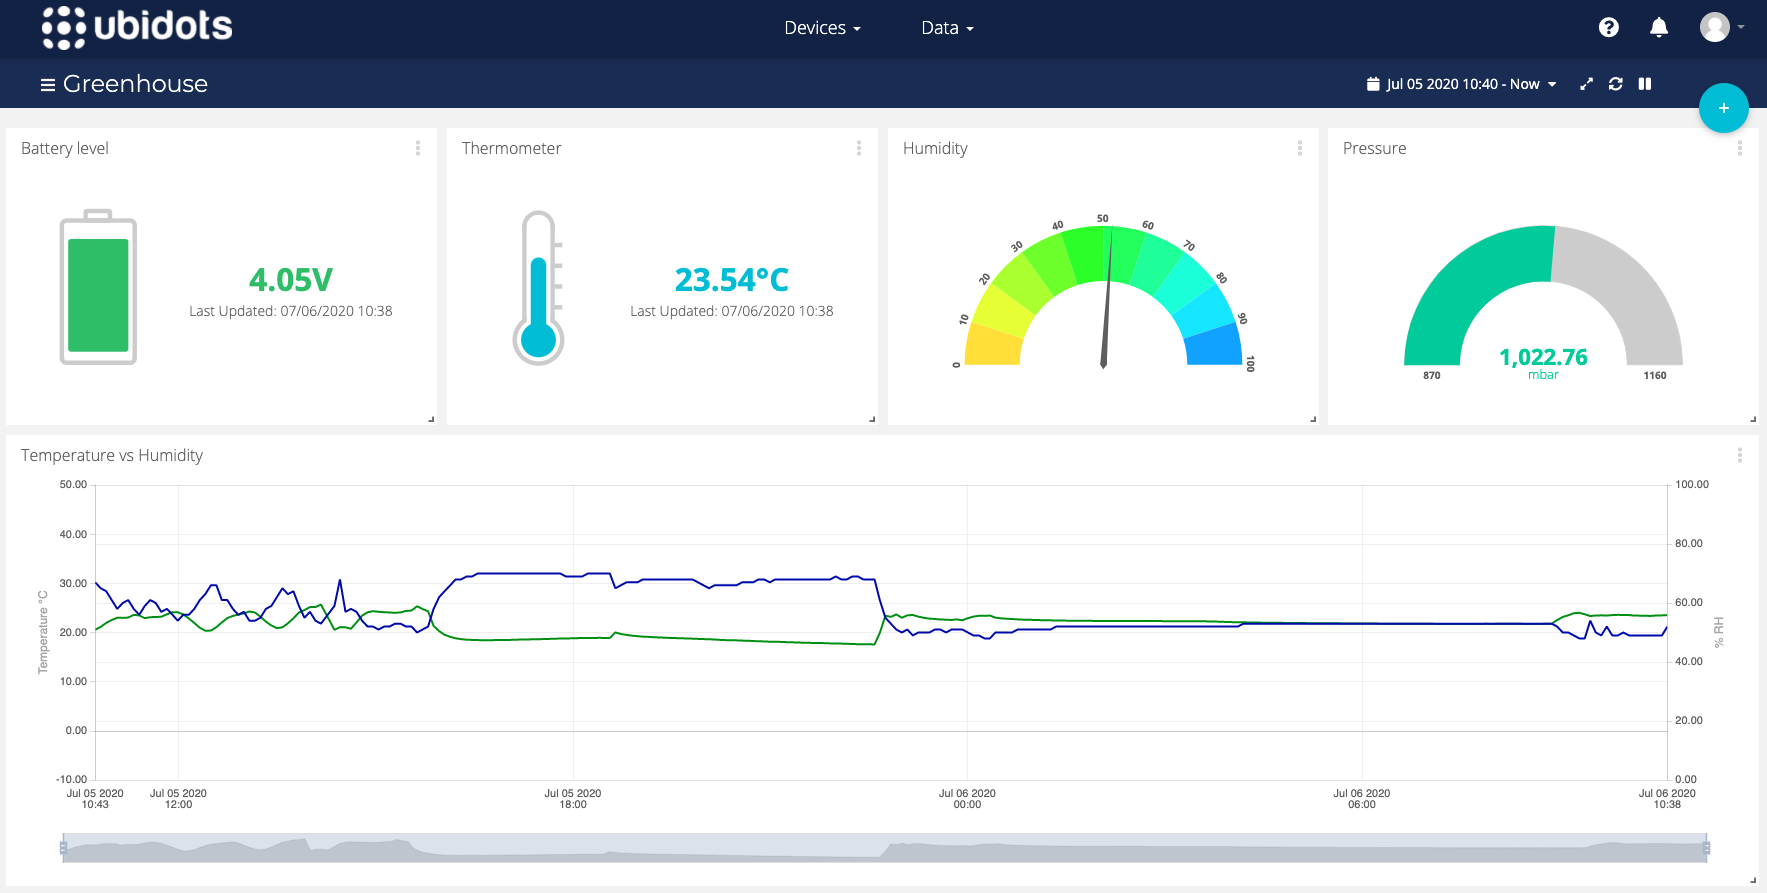 ubidots
Devices
Data
Greenhouse
Jul 05 2020 10:40 - Now
+
Battery level
4.05V
Last Updated: 07/06/2020 10:38
Thermometer
23.54°C
Last Updated: 07/06/2020 10:38
Humidity
0
10
20
30
40
50
60
70
80
90
100
Pressure
1,022.76
mbar
870
1160
Temperature vs Humidity
50.00
40.00
30.00
20.00
10.00
0.00
-10.00
Temperature °C
100.00
80.00
60.00
40.00
20.00
0.00
% RH
Jul 05 2020
10:43
Jul 05 2020
12:00
Jul 05 2020
18:00
Jul 06 2020
00:00
Jul 06 2020
06:00
Jul 06 2020
10:38